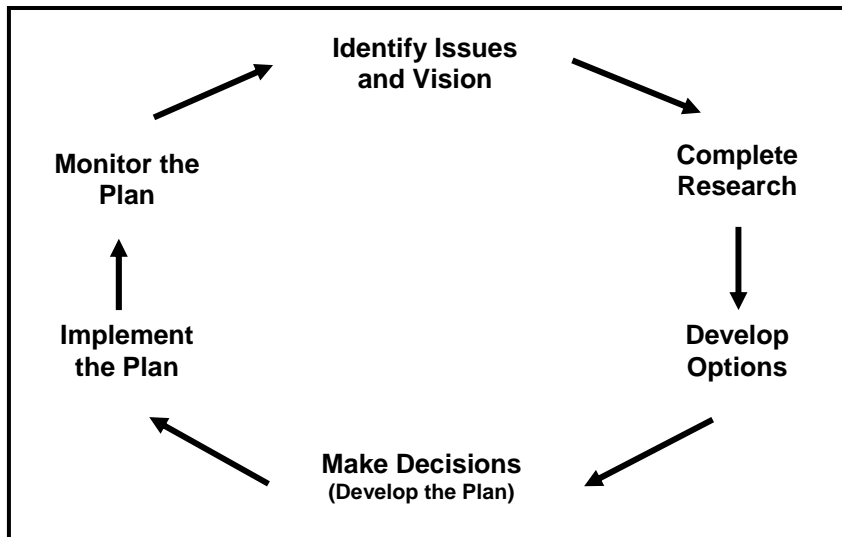 Identify Issues
and Vision
Complete
Research
Develop
Options
Make Decisions
(Develop the Plan)
Implement
the Plan
Monitor the
Plan